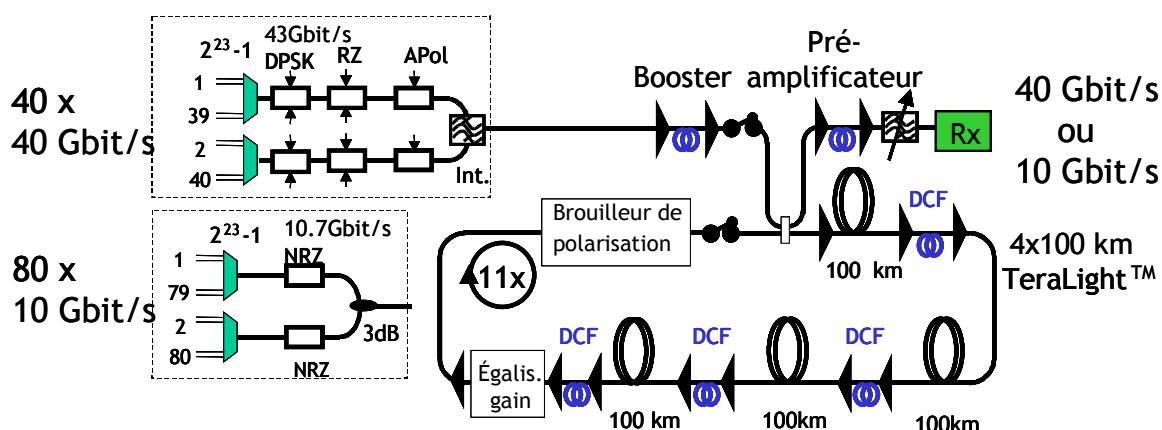 40 x
40 Gbit/s
2²³-1
43Gbit/s
DPSK
RZ
APol
1
39
2
40
Int.
Booster
Pré-
amplificateur
Rx
40 Gbit/s
ou
10 Gbit/s
80 x
10 Gbit/s
2²³-1
10.7Gbit/s
NRZ
1
79
2
80
NRZ
3dB
Brouilleur de
polarisation
11x
100 km
DCF
4x100 km
TeraLight™
Égalis.
gain
DCF
100 km
DCF
100km
DCF
100km